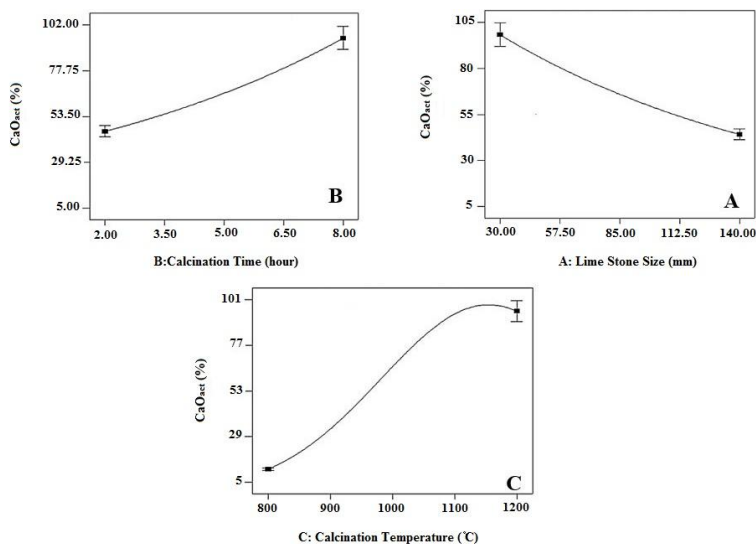 102.00
77.75
53.50
29.25
5.00
CaOact (%)
B
2.00 3.50 5.00 6.50 8.00
B:Calcination Time (hour)
105
80
55
30
5
CaOact (%)
A
30.00 57.50 85.00 112.50 140.00
A: Lime Stone Size (mm)
101
77
53
29
5
CaOact (%)
C
800 900 1000 1100 1200
C: Calcination Temperature (℃)